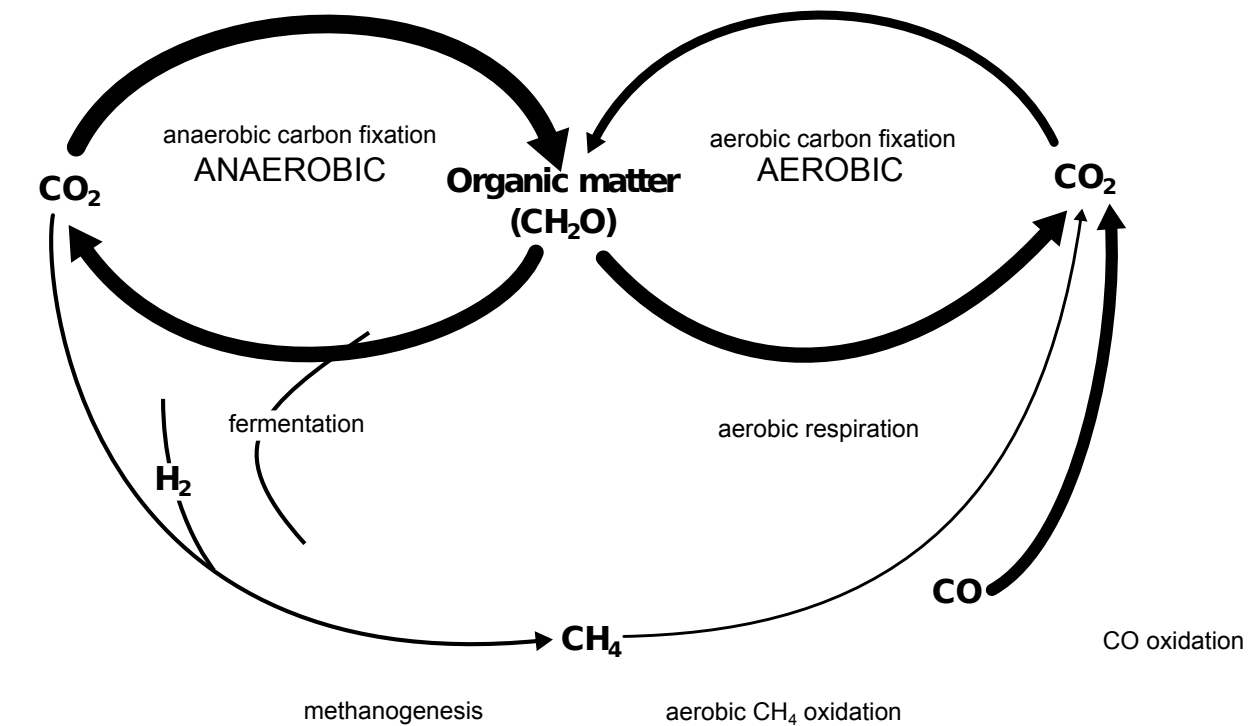 anaerobic carbon fixation
ANAEROBIC
aerobic carbon fixation
AEROBIC
CO₂
Organic matter
(CH₂O)
CO₂
fermentation
aerobic respiration
H₂
CO
CH₄
CO oxidation
methanogenesis
aerobic CH₄ oxidation